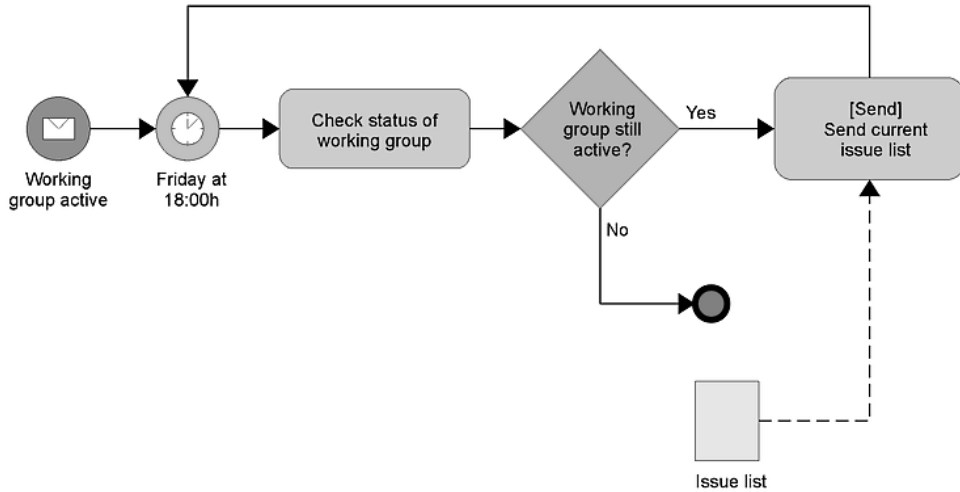 Working
group active
Friday at
18:00h
Check status of
working group
Working
group still
active?
Yes
No
[Send]
Send current
issue list
Issue list